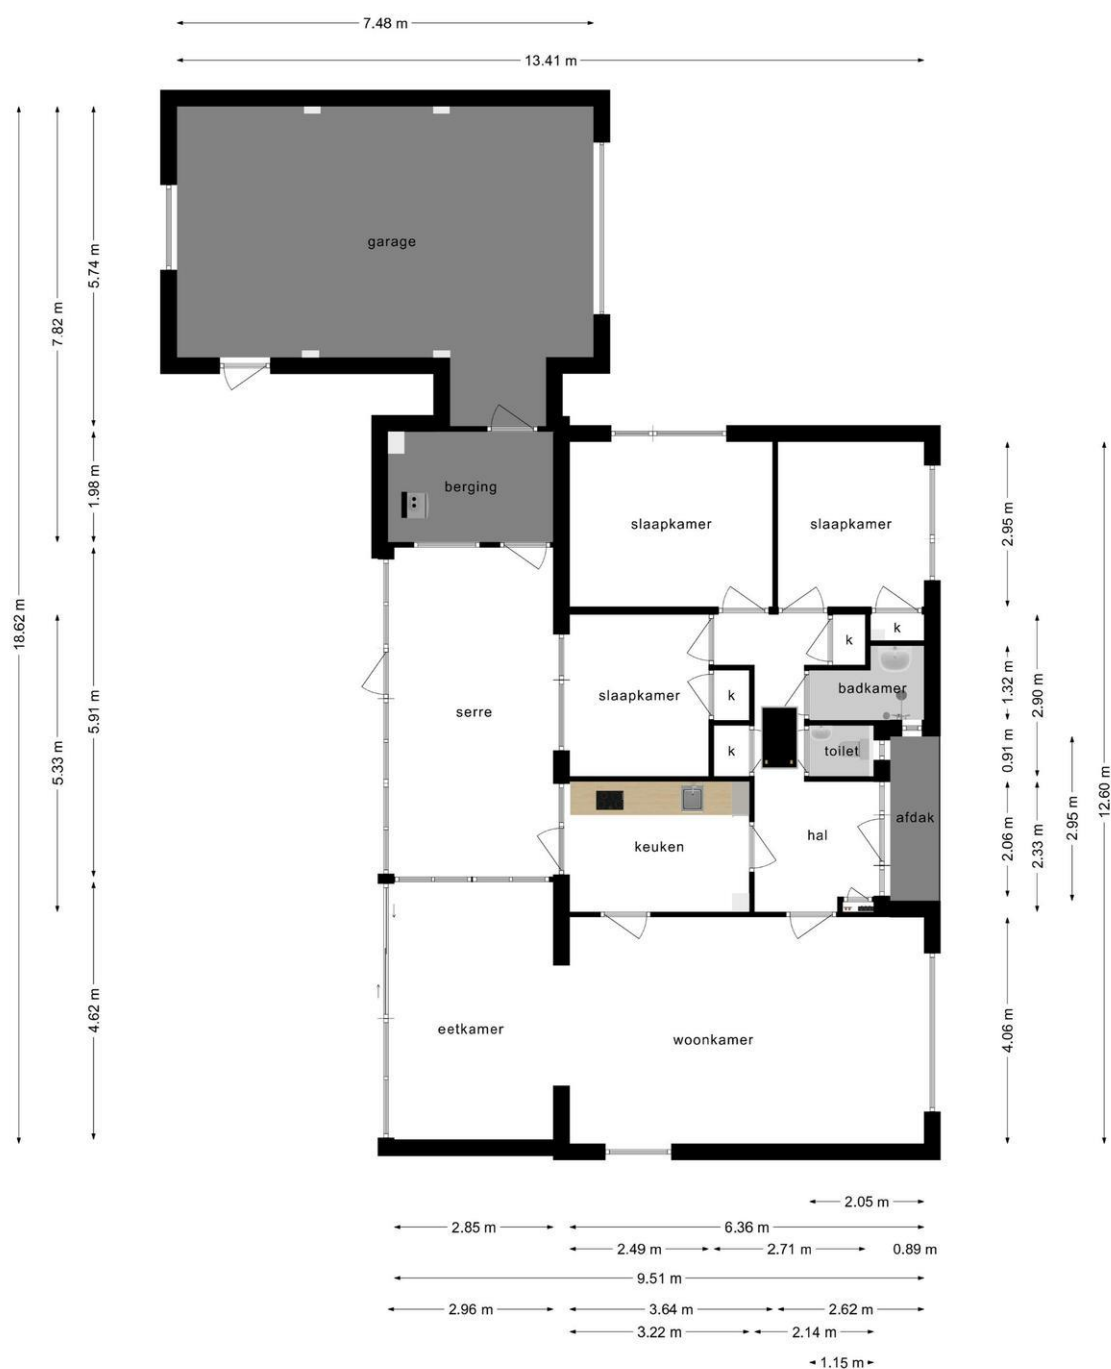 7.48 m
13.41 m
garage
5.74 m
7.82 m
18.62 m
1.98 m
berging
slaapkamer
slaapkamer
2.95 m
12.60 m
k
k
5.91 m
5.33 m
serre
slaapkamer
k
badkamer
1.32 m
2.90 m
k
toilet
0.91 m
2.95 m
afdak
keuken
hal
2.06 m
2.33 m
4.62 m
eetkamer
woonkamer
4.06 m
2.05 m
2.85 m
6.36 m
2.49 m
2.71 m
0.89 m
9.51 m
2.96 m
3.64 m
2.62 m
3.22 m
2.14 m
1.15 m